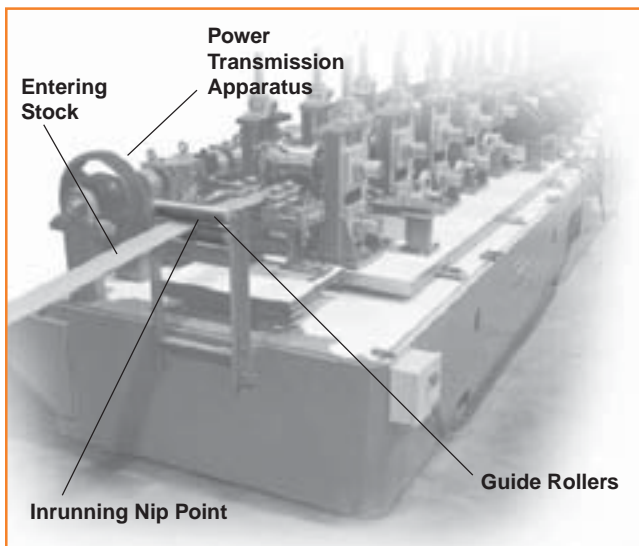 Power
Transmission
Apparatus
Entering
Stock
Guide Rollers
Inrunning Nip Point